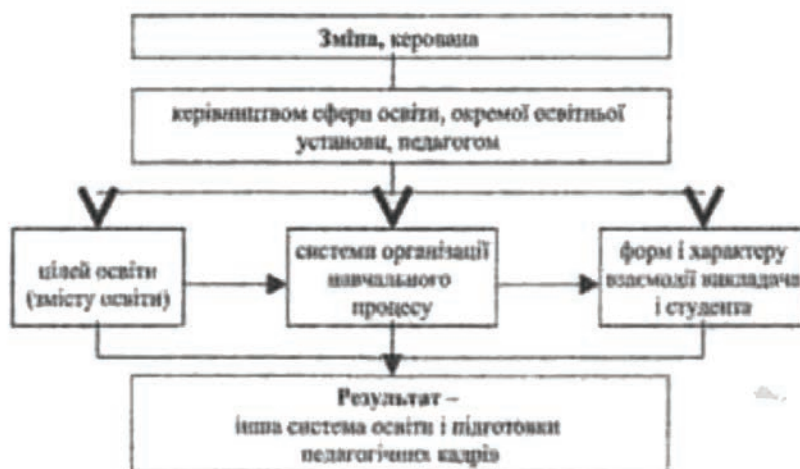 Зміна, керована
керівництвом сфери освіти, окремої освітньої
установи, педагогом
цілей освіти
(змісту освіти)
системи організації
навчального
процесу
форм і характеру
взаємодії викладача
і студента
Результат –
інша система освіти і підготовки
педагогічних кадрів